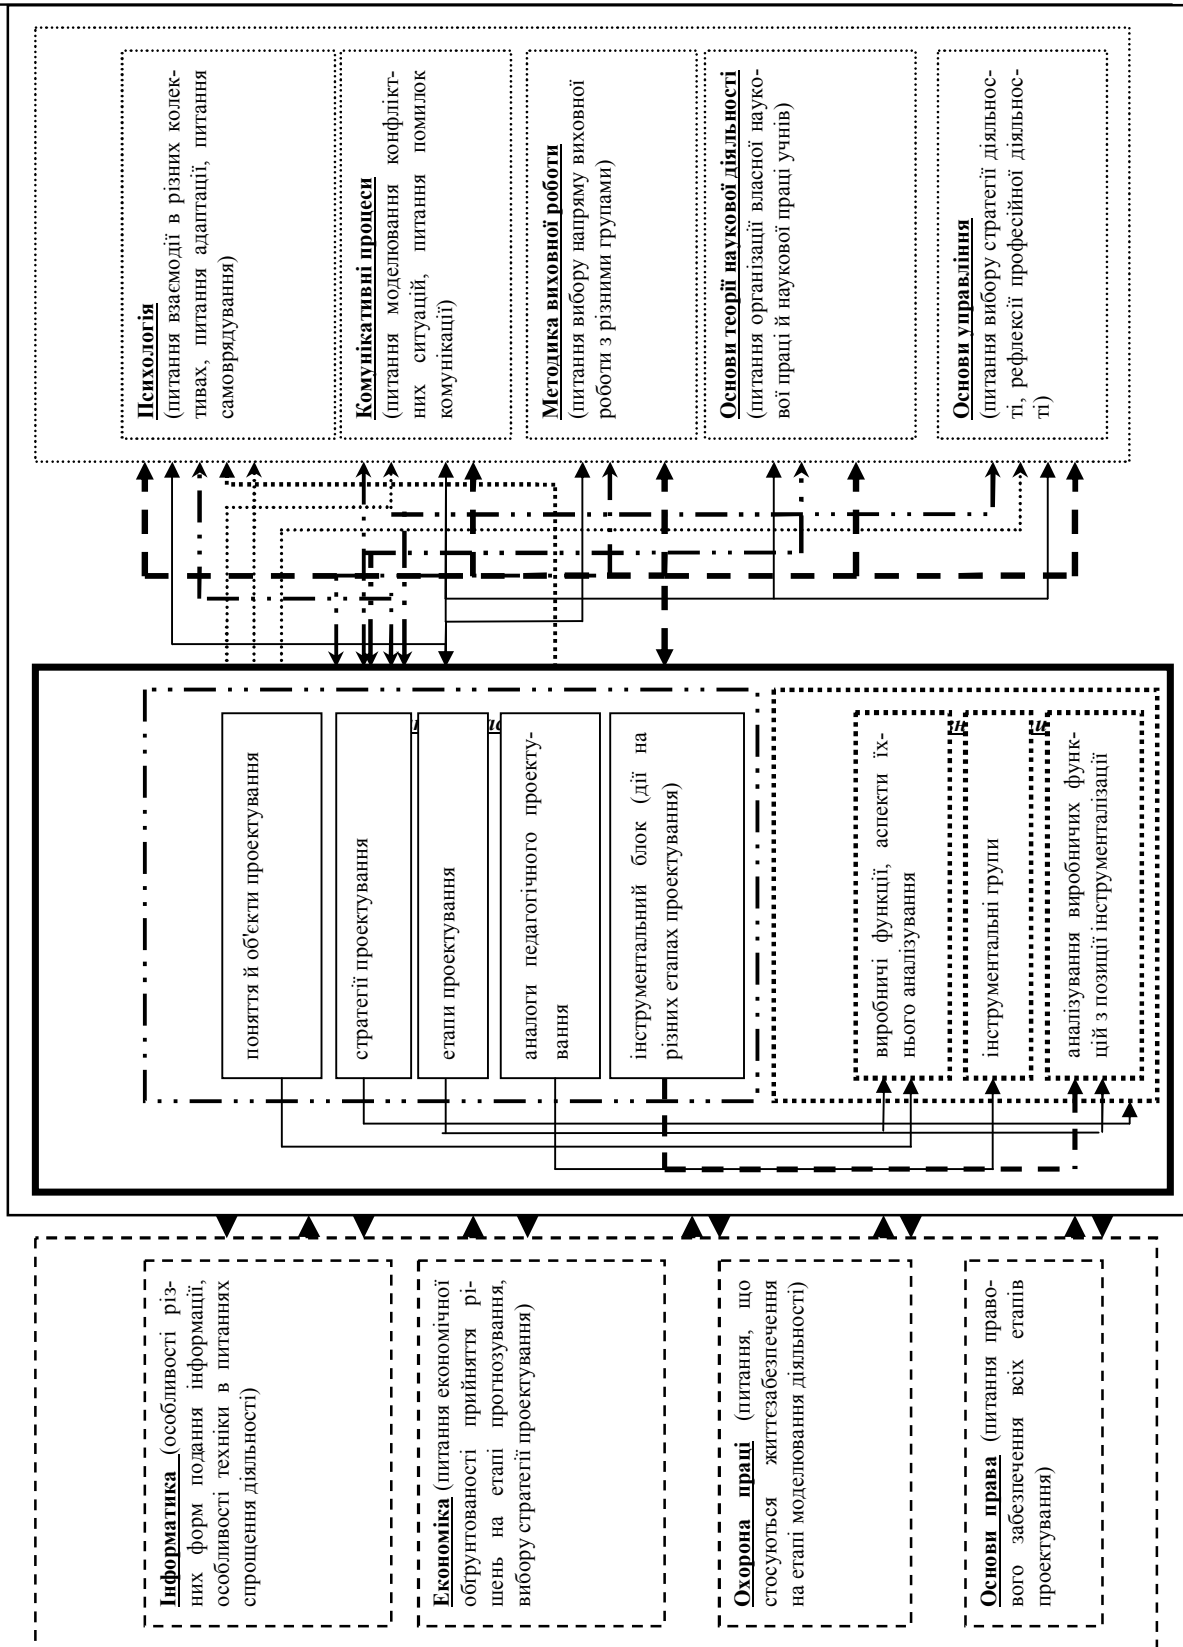 Психологія
(питання взаємодії в різних колек-
тивах, питання адаптації, питання
самоврядування)
Комунікативні процеси
(питання моделювання конфлікт-
них ситуацій, питання помилок
комунікації)
Методика виховної роботи
(питання вибору напряму виховної
роботи з різними групами)
Основи теорії наукової діяльності
(питання організації власної науко-
вої праці й наукової праці учнів)
Основи управління
(питання вибору стратегії діяльнос-
ті, рефлексії професійної діяльнос-
ті)
поняття й об'єкти проектування
стратегії проектування
етапи проектування
аналоги педагогічного проекту-
вання
інструментальний блок (дії на
різних етапах проектування)
виробничі функції, аспекти їх-
нього аналізування
інструментальні групи
аналізування виробничих функ-
цій з позиції інструменталізації
Інформатика (особливості різ-
них форм подання інформації,
особливості техніки в питаннях
спрощення діяльності)
Економіка (питання економічної
обґрунтованості прийняття рі-
шень на етапі прогнозування,
вибору стратегії проектування)
Охорона праці (питання, що
стосуються життєзабезпечення
на етапі моделювання діяльності)
Основи права (питання право-
вого забезпечення всіх етапів
проектування)